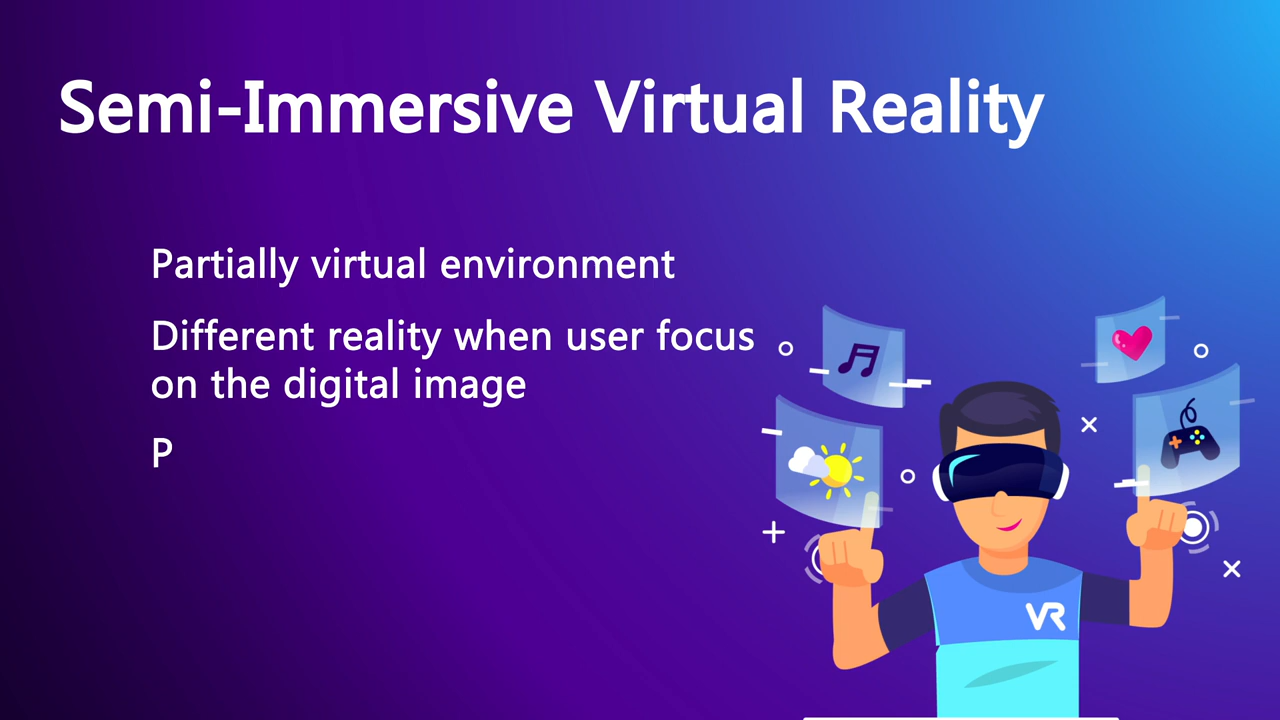 Semi-Immersive Virtual Reality
Partially virtual environment
Different reality when user focus
on the digital image
P
VR